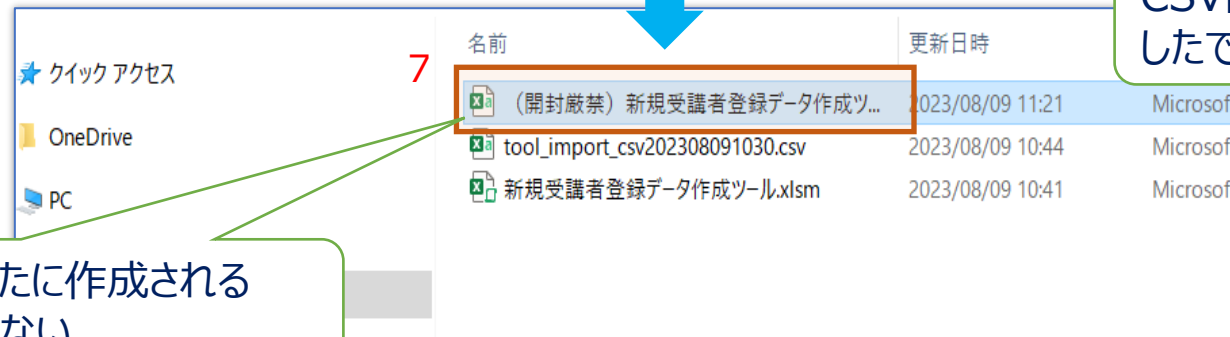 CSV
したで
名前
更新日時
クイック アクセス
7
（開封厳禁）新規受講者登録データ作成ツ...
2023/08/09 11:21
Microsof
OneDrive
tool_import_csv202308091030.csv
2023/08/09 10:44
Microsof
PC
新規受講者登録データ作成ツール.xlsm
2023/08/09 10:41
Microsof
たに作成される
ない